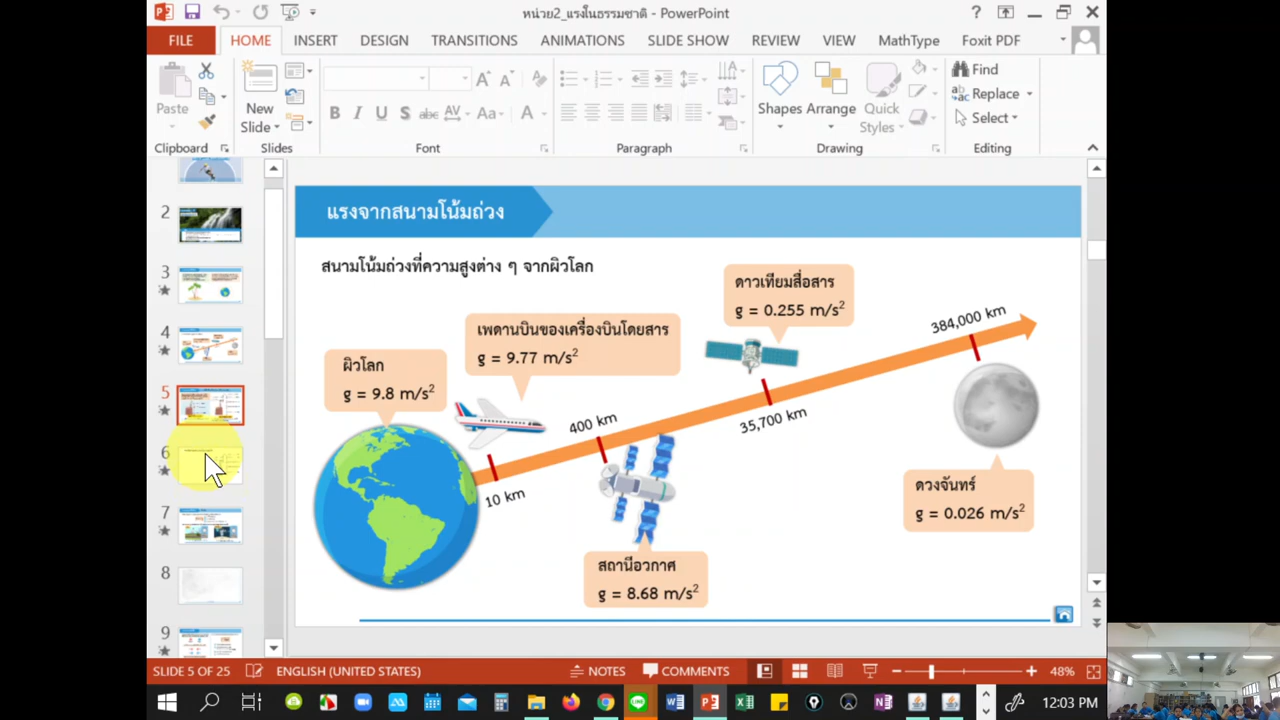 หน่วย2_แรงในธรรมชาติ - PowerPoint
FILE HOME INSERT DESIGN TRANSITIONS ANIMATIONS SLIDE SHOW REVIEW VIEW MathType Foxit PDF
Paste
New Slide
Shapes Arrange Quick Styles
Find
Replace
Select
Clipboard Slides Font Paragraph Drawing Editing
2
3
4
5
6
7
8
9
แรงจากสนามโน้มถ่วง
สนามโน้มถ่วงที่ความสูงต่าง ๆ จากผิวโลก
ดาวเทียมสื่อสาร
g = 0.255 m/s²
เพดานบินของเครื่องบินโดยสาร
g = 9.77 m/s²
ผิวโลก
g = 9.8 m/s²
384,000 km
400 km
35,700 km
10 km
ดวงจันทร์
g = 0.026 m/s²
สถานีอวกาศ
g = 8.68 m/s²
SLIDE 5 OF 25 ENGLISH (UNITED STATES) NOTES COMMENTS 48%
12:03 PM